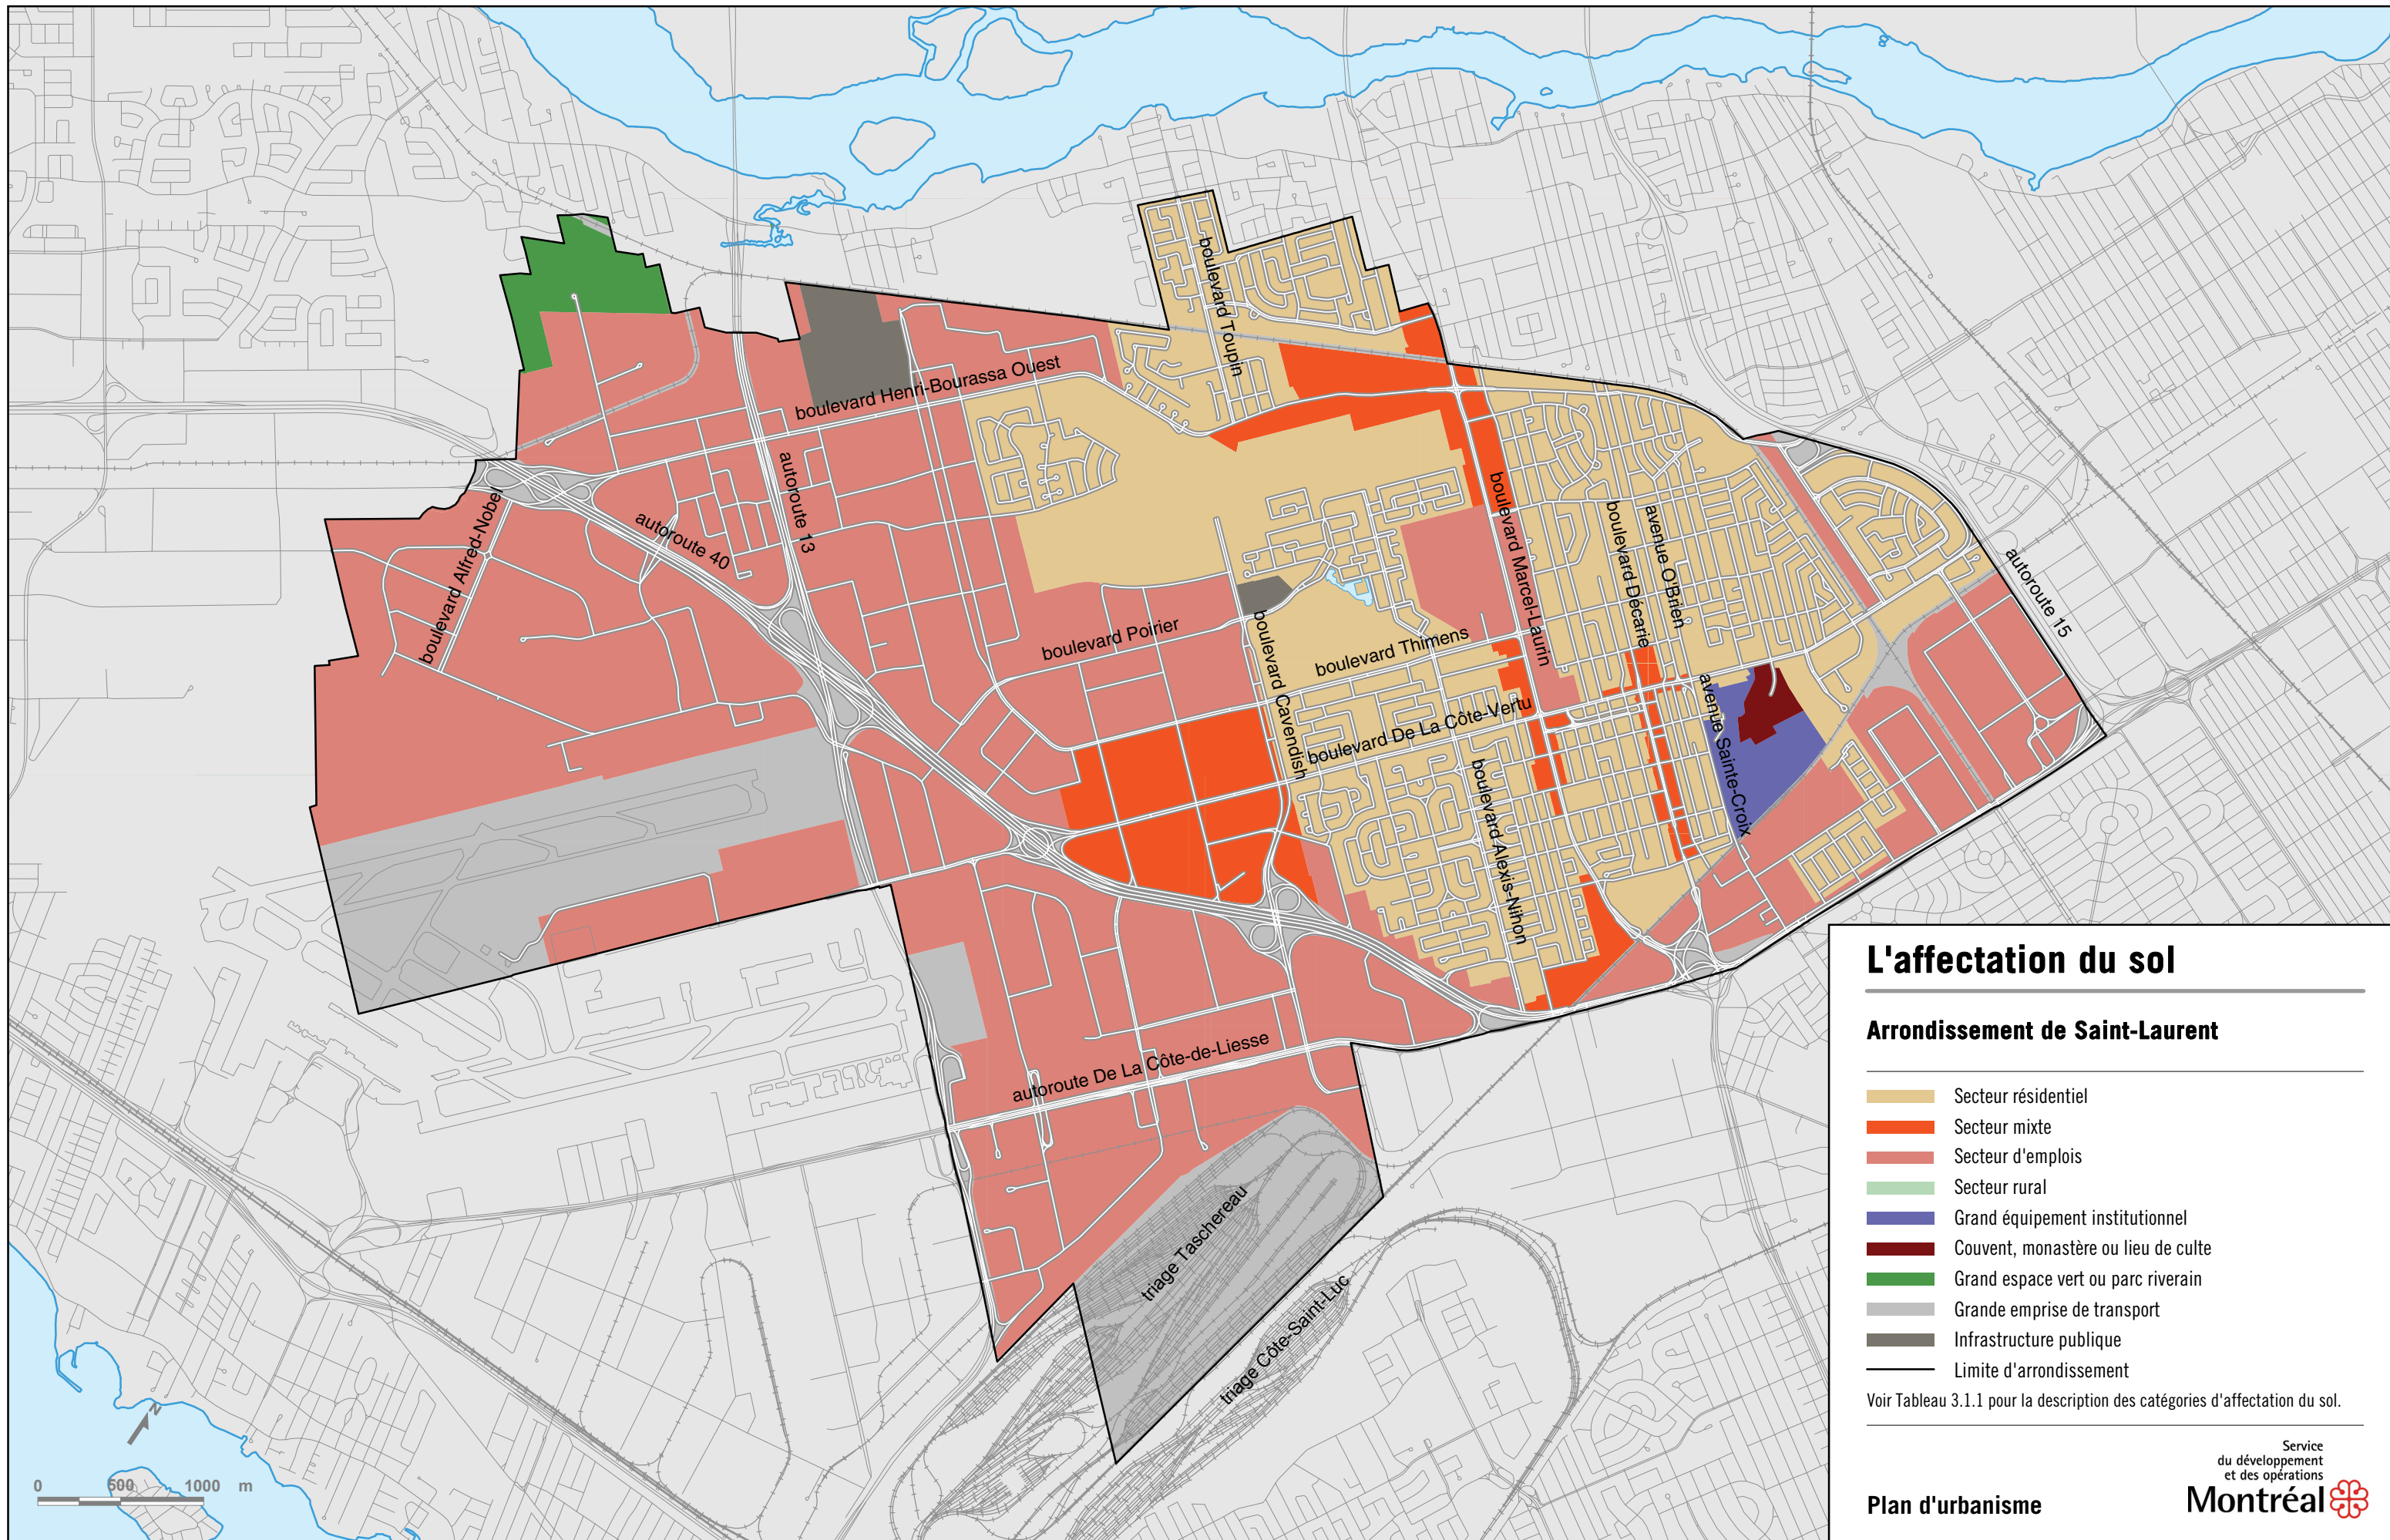 boulevard Toupin
boulevard Henri-Bourassa Ouest
autoroute 13
autoroute 40
boulevard Alfred-Nobel
boulevard Marcel-Laurin
boulevard Décarie
avenue O'Brien
autoroute 15
boulevard Poirier
boulevard Thimens
boulevard Cavendish
boulevard De La Côte-Vertu
avenue Sainte-Croix
boulevard Alexis-Nihon
autoroute De La Côte-de-Liesse
triage Taschereau
triage Côte-Saint-Luc
N
0 500 1000 m
L'affectation du sol
Arrondissement de Saint-Laurent
Secteur résidentiel
Secteur mixte
Secteur d'emplois
Secteur rural
Grand équipement institutionnel
Couvent, monastère ou lieu de culte
Grand espace vert ou parc riverain
Grande emprise de transport
Infrastructure publique
Limite d'arrondissement
Voir Tableau 3.1.1 pour la description des catégories d'affectation du sol.
Service
du développement
et des opérations
Montréal
Plan d'urbanisme